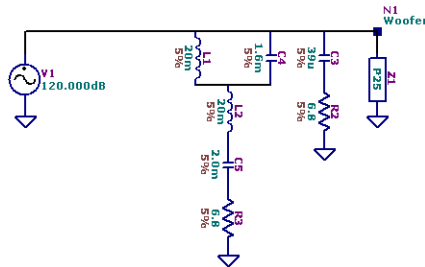 N1
Woofer
V1
120.000dB
L1
20m
5%
C4
1.6m
5%
C3
39u
5%
Z1
P25
L2
20m
5%
R2
6.8
5%
C5
2.0m
5%
R3
6.8
5%